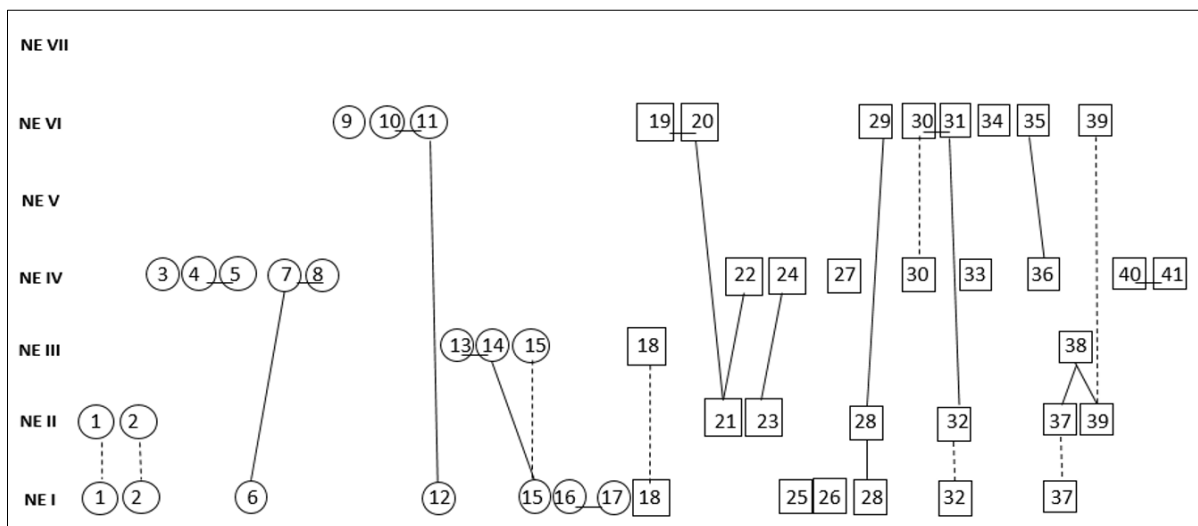 NE VII
NE VI 9 10 11 19 20 29 30 31 34 35 39
NE V
NE IV 3 4 5 7 8 22 24 27 30 33 36 40 41
NE III 13 14 15 18 38
NE II 1 2 21 23 28 32 37 39
NE I 1 2 6 12 15 16 17 18 25 26 28 32 37